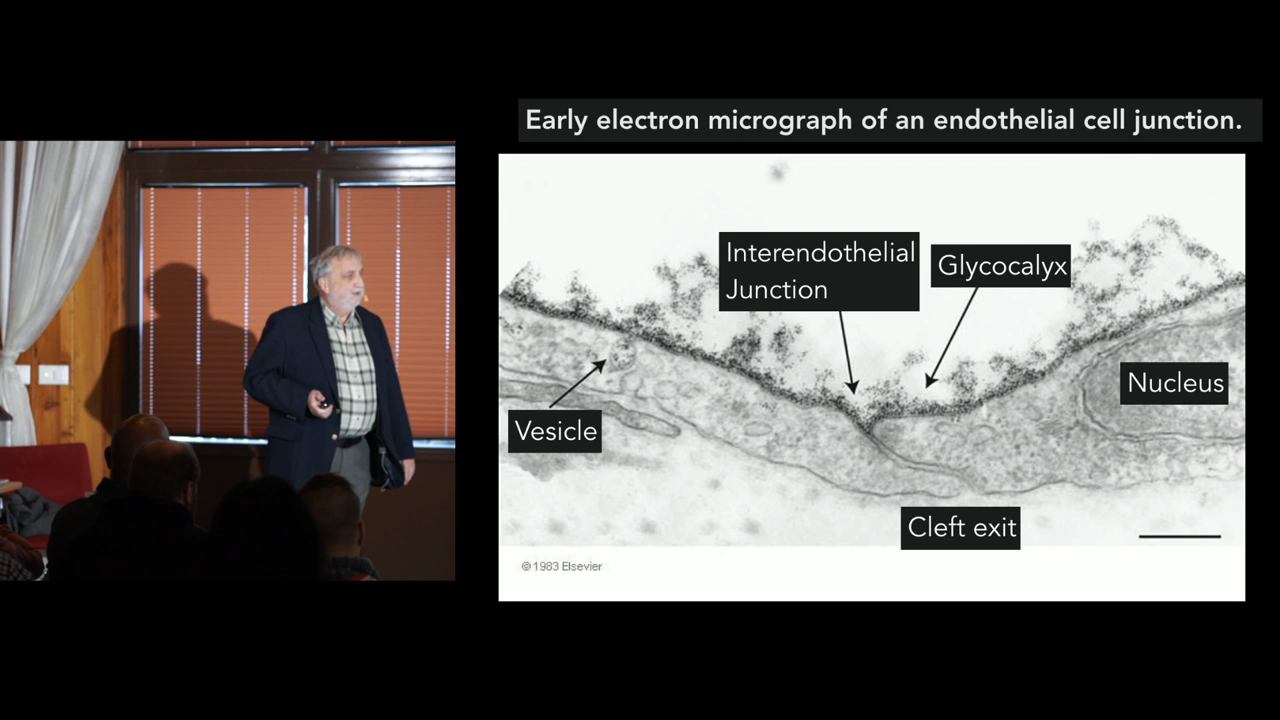 Early electron micrograph of an endothelial cell junction.
Interendothelial
Junction
Glycocalyx
Nucleus
Vesicle
Cleft exit
© 1983 Elsevier